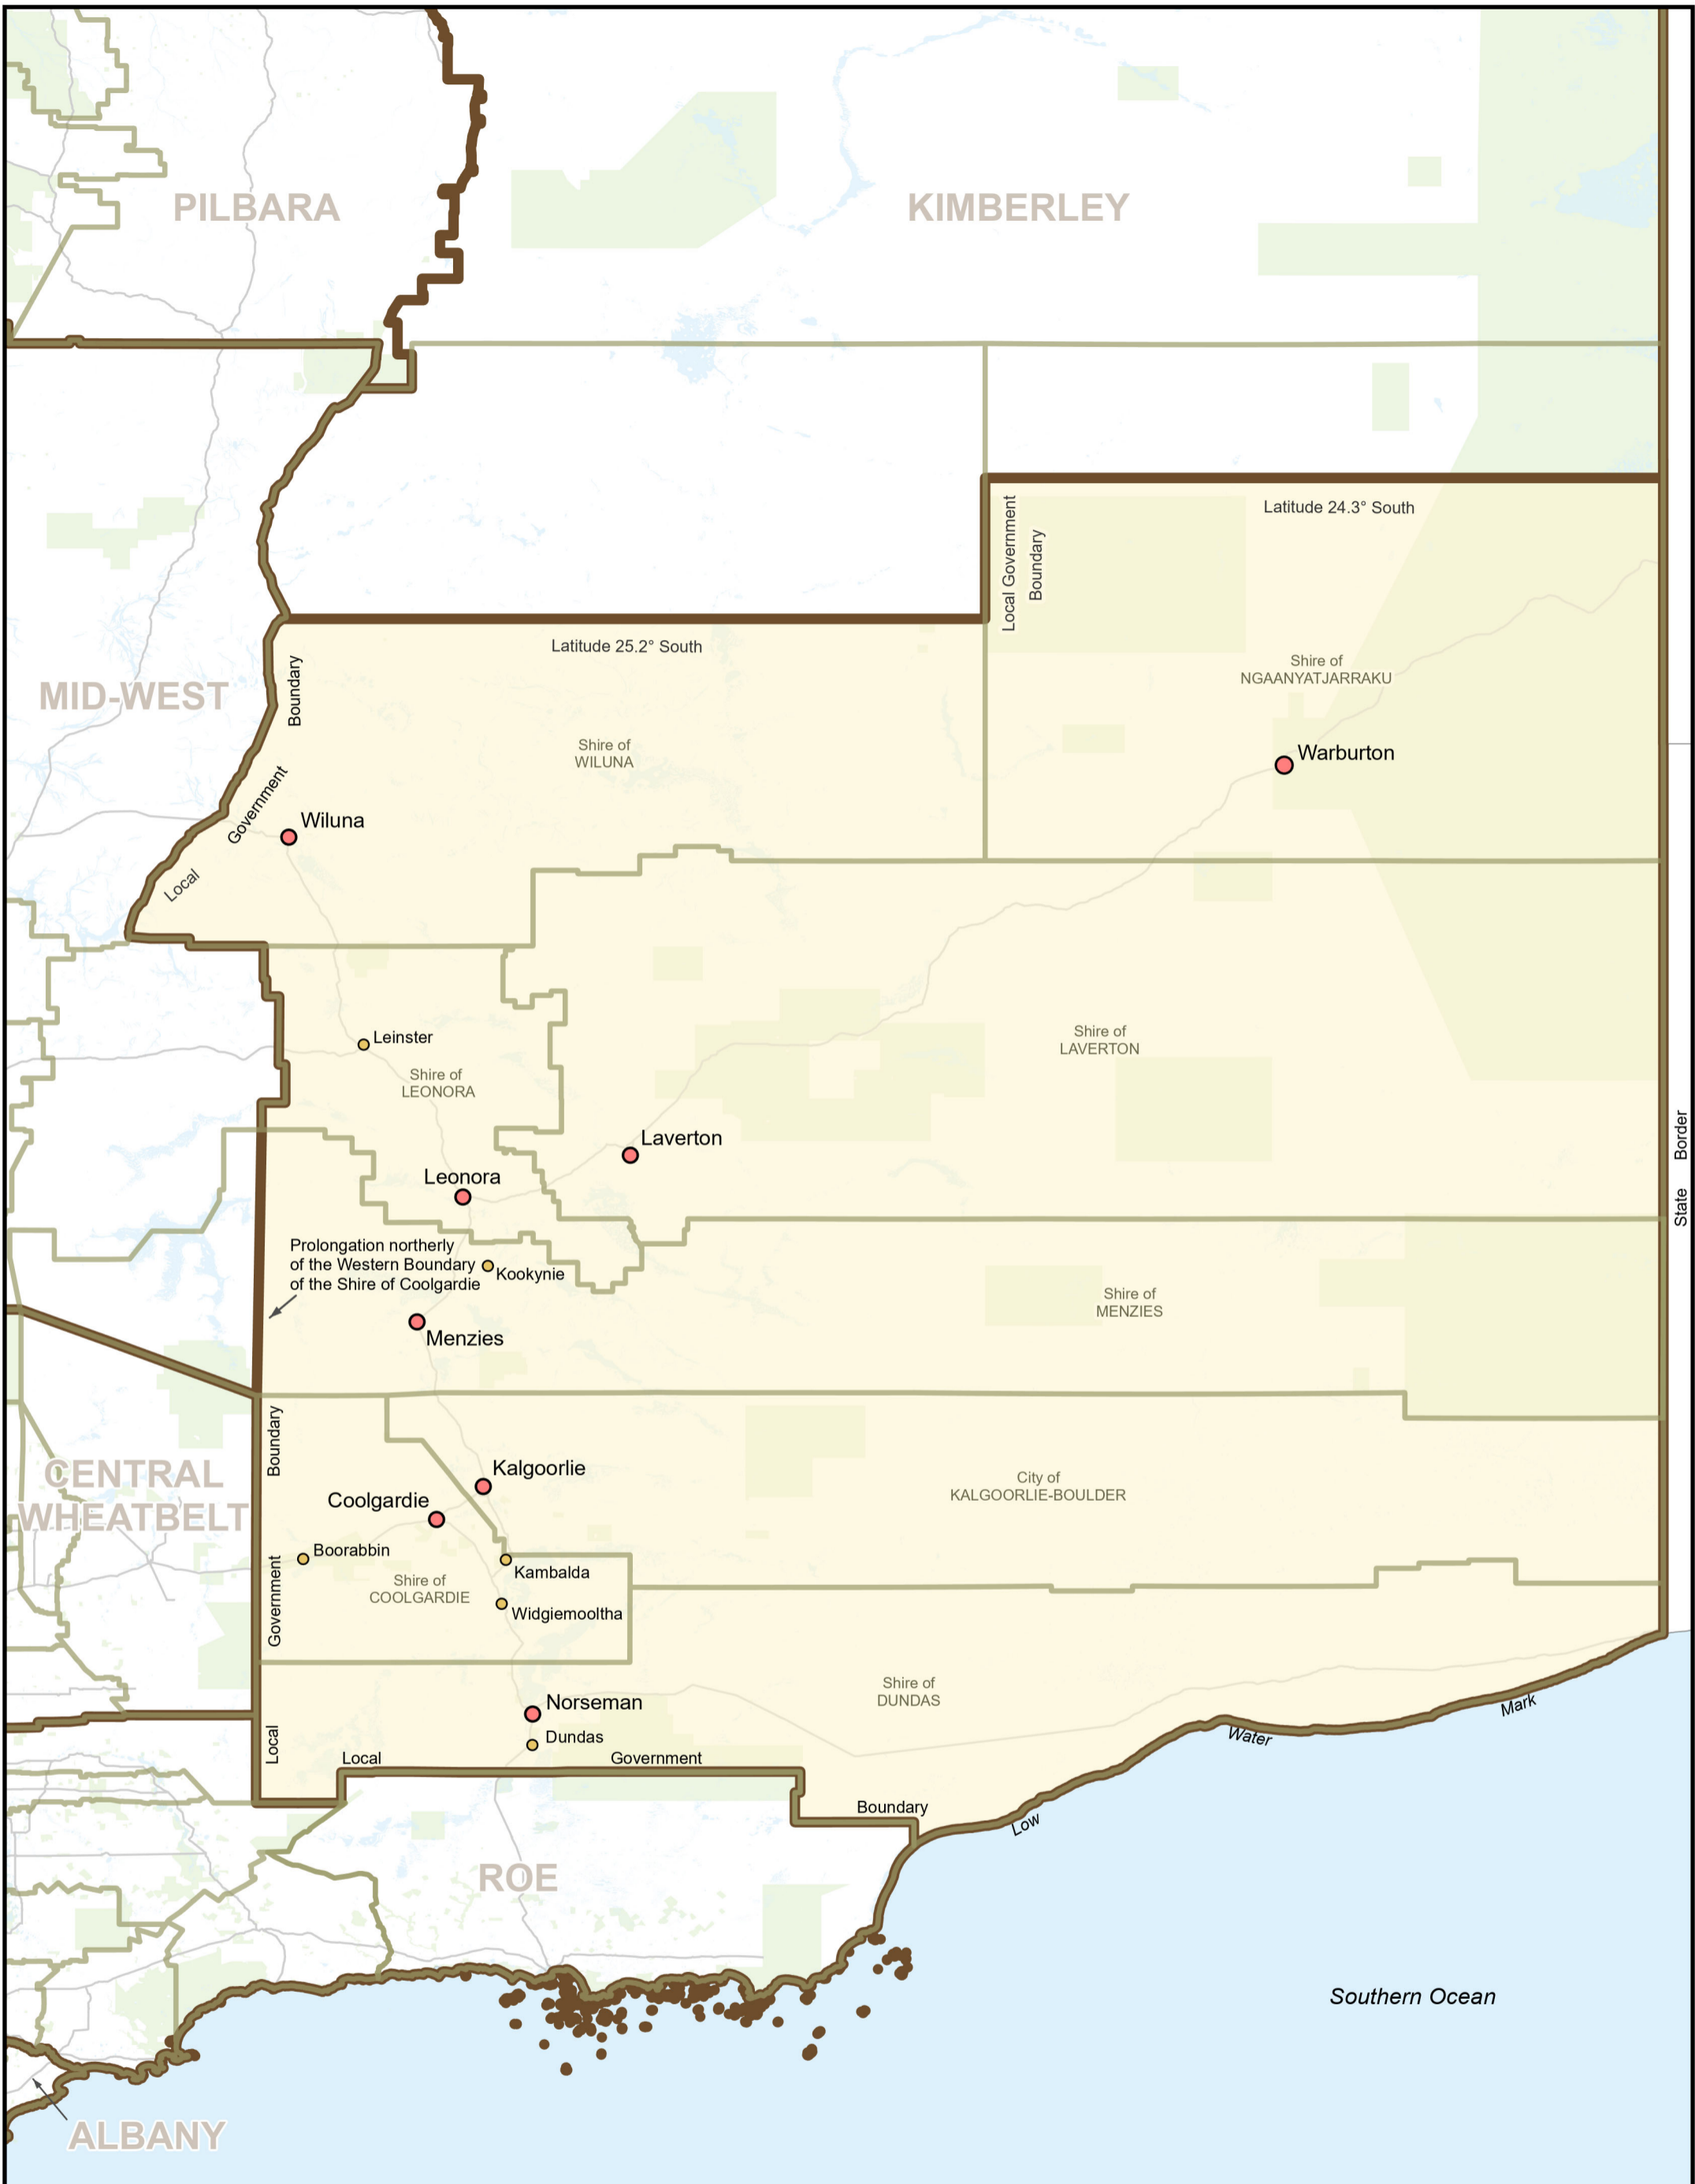 PILBARA
KIMBERLEY
Latitude 24.3° South
Local Government
Boundary
Latitude 25.2° South
Shire of
NGAANYATJARRAKU
MID-WEST
Boundary
Government
Local
Shire of
WILUNA
Warburton
Wiluna
Leinster
Shire of
LEONORA
Shire of
LAVERTON
Laverton
Leonora
State Border
Prolongation northerly
of the Western Boundary
of the Shire of Coolgardie
Kookynie
Menzies
Shire of
MENZIES
CENTRAL
WHEATBELT
Boundary
Government
Local
Kalgoorlie
Coolgardie
City of
KALGOORLIE-BOULDER
Boorabbin
Kambalda
Shire of
COOLGARDIE
Widgiemooltha
Norseman
Dundas
Shire of
DUNDAS
Local Government
Boundary
Low Water Mark
ROE
Southern Ocean
ALBANY